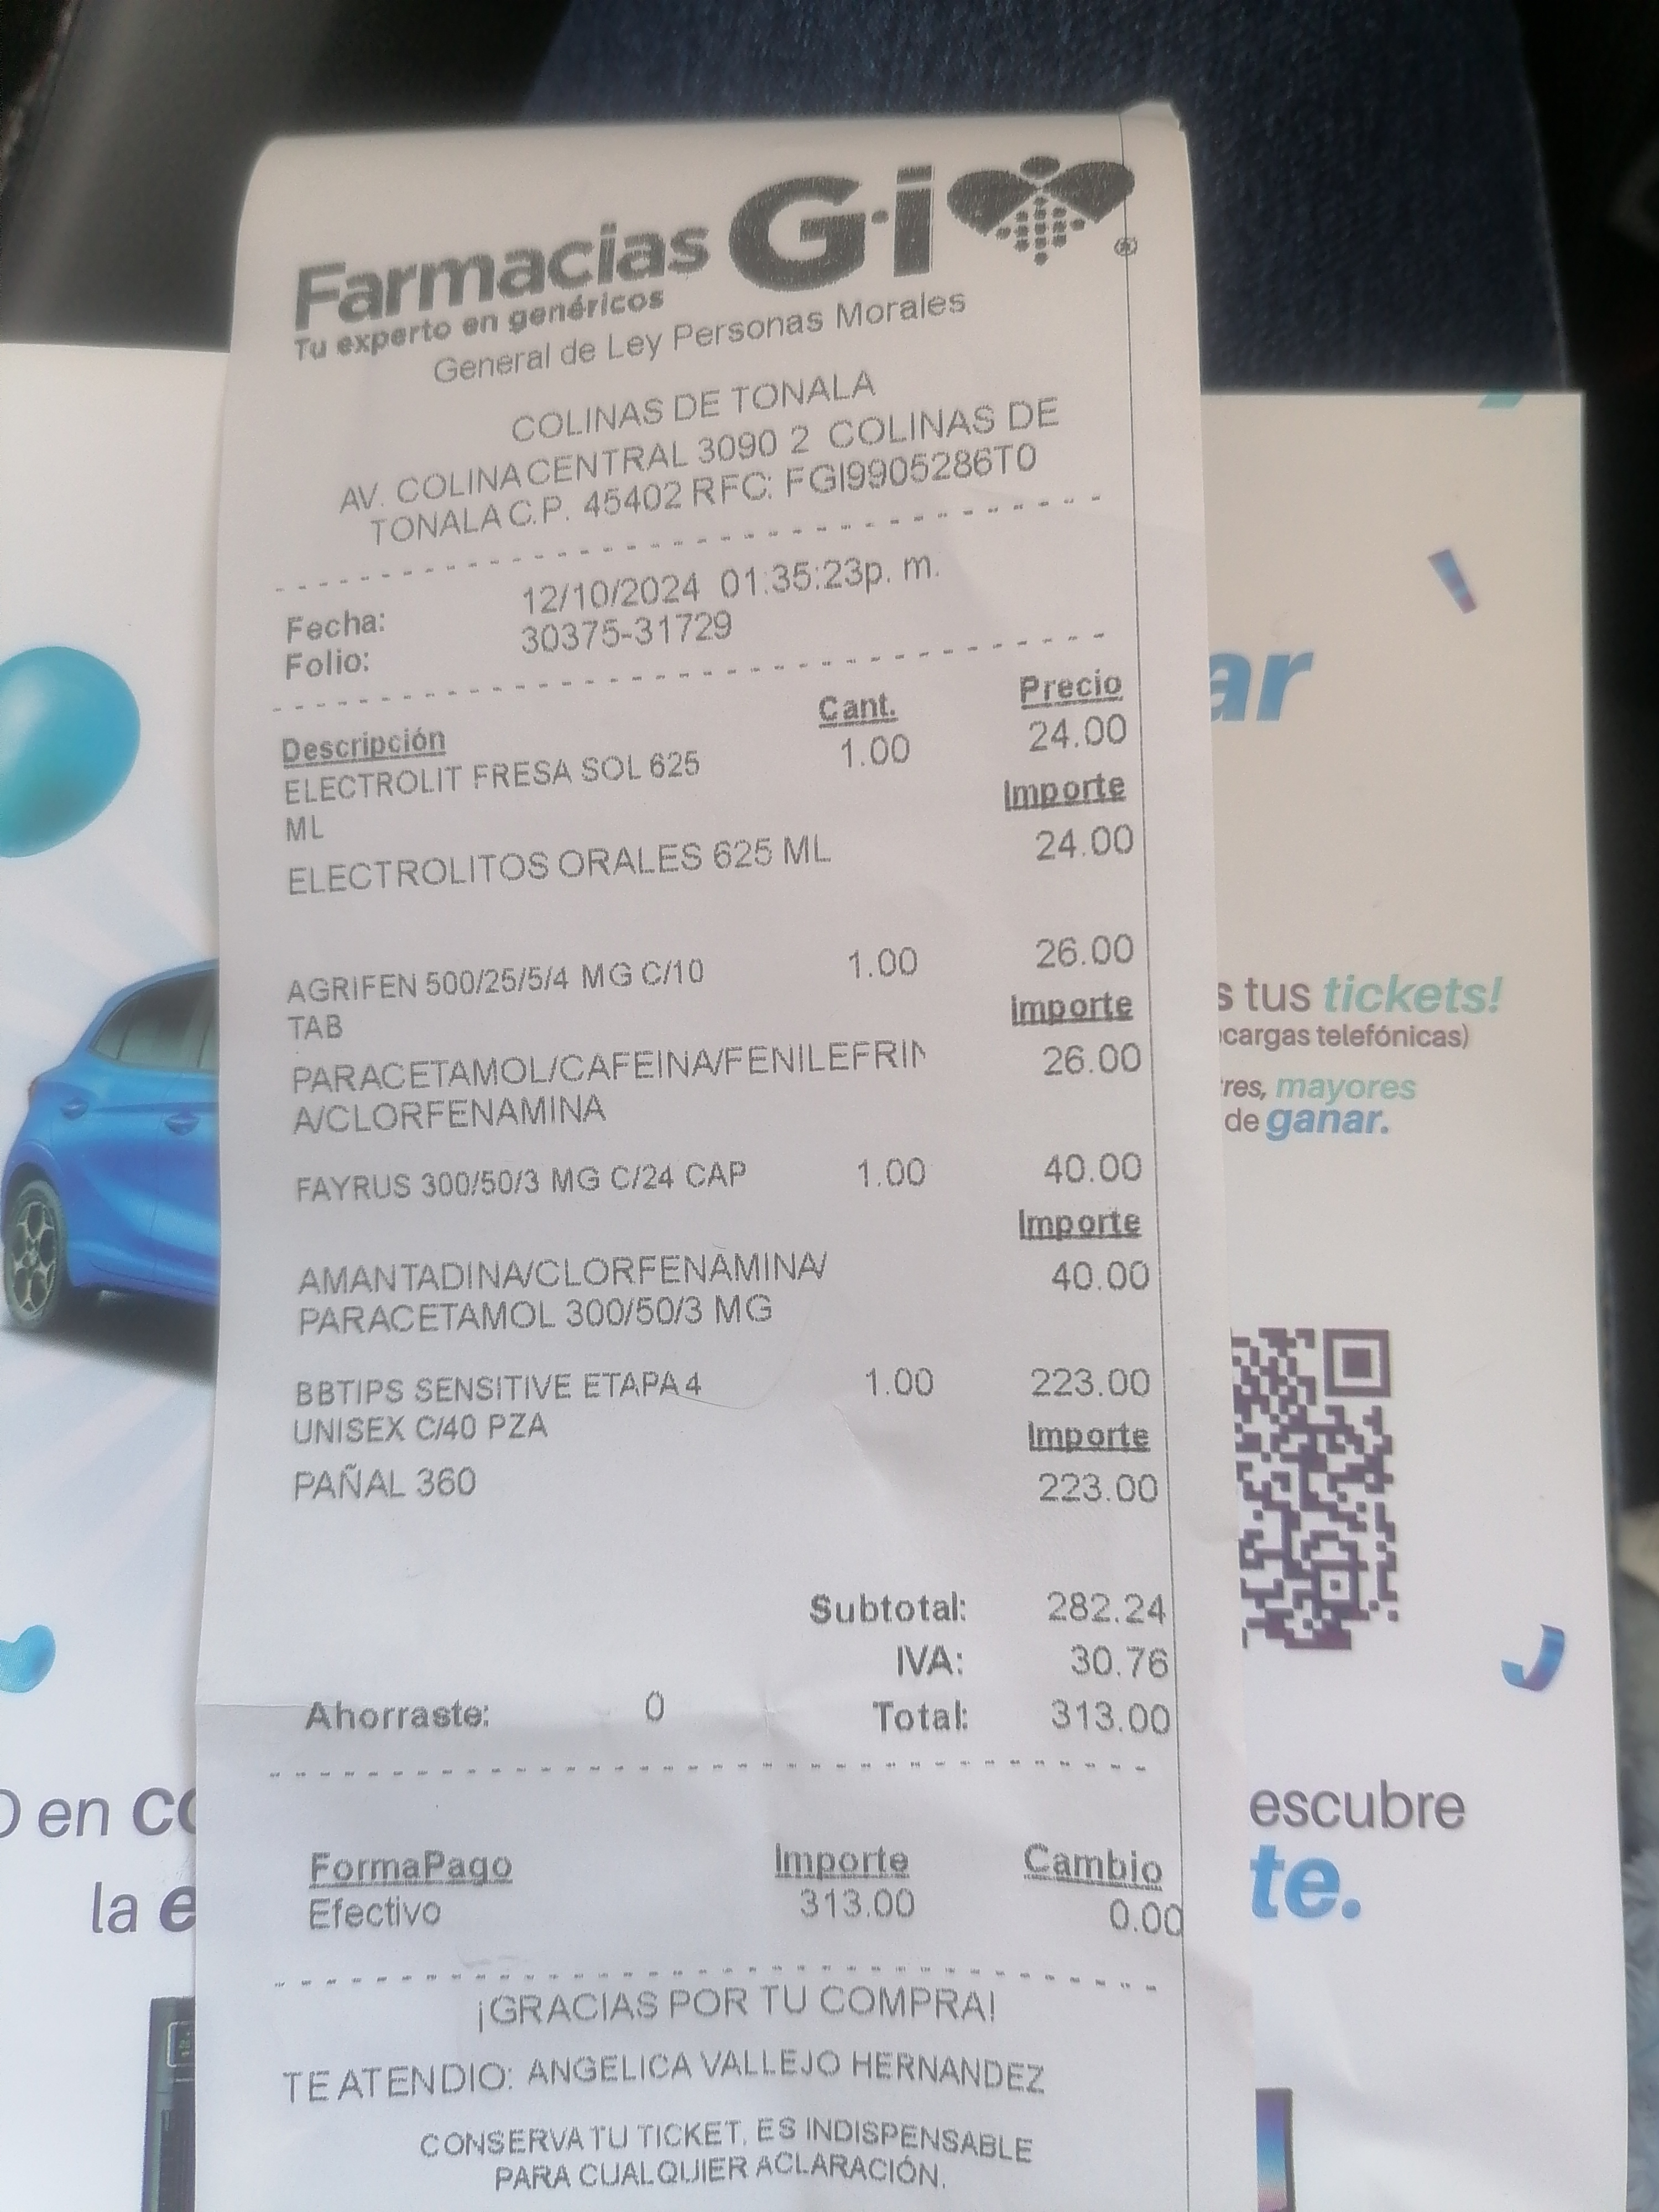 Farmacias G·i ®
Tu experto en genéricos
General de Ley Personas Morales
COLINAS DE TONALA
AV. COLINA CENTRAL 3090 2 COLINAS DE
TONALA C.P. 45402 RFC: FGI9905286T0
Fecha: 12/10/2024 01:35:23p. m.
Folio: 30375-31729
Descripción Cant. Precio
ELECTROLIT FRESA SOL 625 1.00 24.00
ML Importe
ELECTROLITOS ORALES 625 ML 24.00
AGRIFEN 500/25/5/4 MG C/10 1.00 26.00
TAB Importe
PARACETAMOL/CAFEINA/FENILEFRIN 26.00
A/CLORFENAMINA
FAYRUS 300/50/3 MG C/24 CAP 1.00 40.00
Importe
AMANTADINA/CLORFENAMINA/ 40.00
PARACETAMOL 300/50/3 MG
BBTIPS SENSITIVE ETAPA 4 1.00 223.00
UNISEX C/40 PZA Importe
PAÑAL 360 223.00
Subtotal: 282.24
IVA: 30.76
Ahorraste: 0 Total: 313.00
FormaPago Importe Cambio
Efectivo 313.00 0.00
¡GRACIAS POR TU COMPRA!
TE ATENDIO: ANGELICA VALLEJO HERNANDEZ
CONSERVA TU TICKET, ES INDISPENSABLE
PARA CUALQUIER ACLARACIÓN.
ar
s tus tickets!
cargas telefónicas)
res, mayores
de ganar.
escubre
te.
en
la